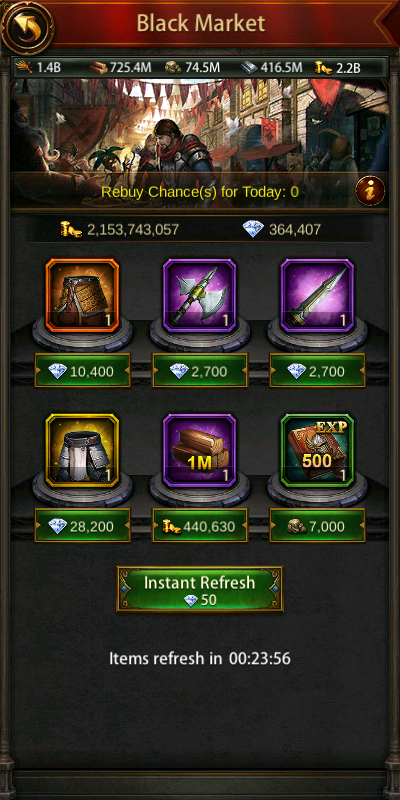 Black Market
1.4B 725.4M 74.5M 416.5M 2.2B
Rebuy Chance(s) for Today: 0
i
2,153,743,057 364,407
1 1 1
10,400 2,700 2,700
EXP
1M 500
1 1 1
28,200 440,630 7,000
Instant Refresh
50
Items refresh in 00:23:56